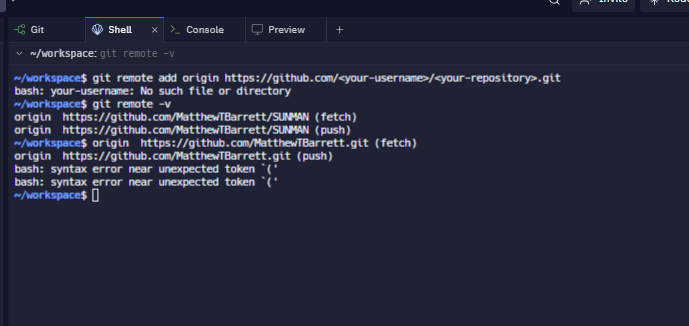 Invite
Git Shell × Console Preview +
~/workspace: git remote -v
~/workspace$ git remote add origin https://github.com/<your-username>/<your-repository>.git
bash: your-username: No such file or directory
~/workspace$ git remote -v
origin  https://github.com/MatthewTBarrett/SUNMAN (fetch)
origin  https://github.com/MatthewTBarrett/SUNMAN (push)
~/workspace$ origin  https://github.com/MatthewTBarrett.git (fetch)
origin  https://github.com/MatthewTBarrett.git (push)
bash: syntax error near unexpected token `('
bash: syntax error near unexpected token `('
~/workspace$